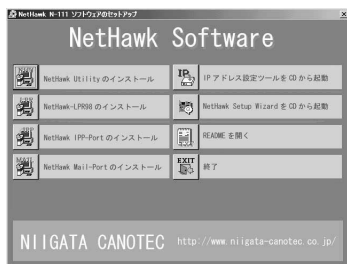 NetHawk N-111 ソフトウェアのセットアップ
NetHawk Software
NetHawk Utility のインストール
IP アドレス設定ツールを CD から起動
NetHawk-LPR98 のインストール
NetHawk Setup Wizard を CD から起動
NetHawk IPP-Port のインストール
README を開く
NetHawk Mail-Port のインストール
終了
IP
MAIL
EXIT
NIIGATA CANOTEC http://www.niigata-canotec.co.jp/